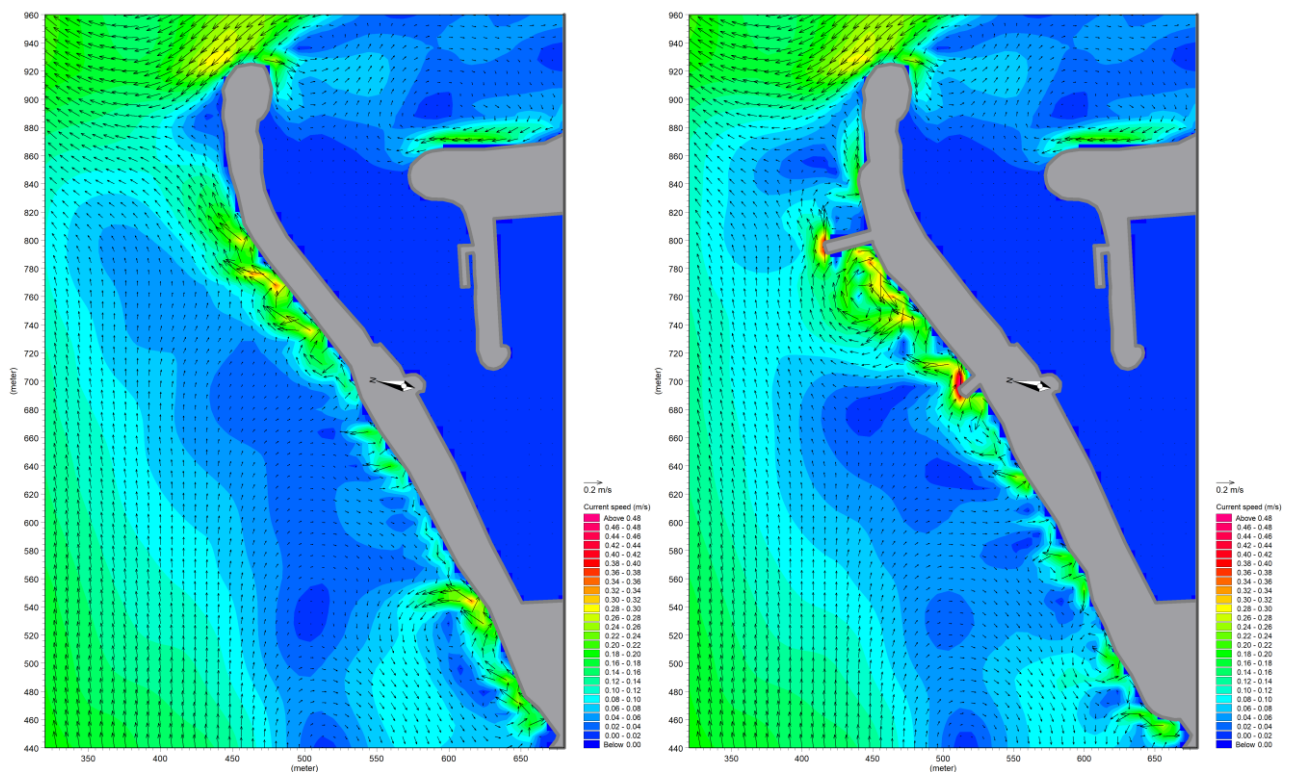 960
940
920
900
880
860
840
820
800
780
760
740
720
700
680
660
640
620
600
580
560
540
520
500
480
460
440
(meter)
350 400 450 500 550 600 650
(meter)
N
0.2 m/s
Current speed (m/s)
Above 0.48
0.46 - 0.48
0.44 - 0.46
0.42 - 0.44
0.40 - 0.42
0.38 - 0.40
0.36 - 0.38
0.34 - 0.36
0.32 - 0.34
0.30 - 0.32
0.28 - 0.30
0.26 - 0.28
0.24 - 0.26
0.22 - 0.24
0.20 - 0.22
0.18 - 0.20
0.16 - 0.18
0.14 - 0.16
0.12 - 0.14
0.10 - 0.12
0.08 - 0.10
0.06 - 0.08
0.04 - 0.06
0.02 - 0.04
0.00 - 0.02
Below 0.00
960
940
920
900
880
860
840
820
800
780
760
740
720
700
680
660
640
620
600
580
560
540
520
500
480
460
440
(meter)
350 400 450 500 550 600 650
(meter)
N
0.2 m/s
Current speed (m/s)
Above 0.48
0.46 - 0.48
0.44 - 0.46
0.42 - 0.44
0.40 - 0.42
0.38 - 0.40
0.36 - 0.38
0.34 - 0.36
0.32 - 0.34
0.30 - 0.32
0.28 - 0.30
0.26 - 0.28
0.24 - 0.26
0.22 - 0.24
0.20 - 0.22
0.18 - 0.20
0.16 - 0.18
0.14 - 0.16
0.12 - 0.14
0.10 - 0.12
0.08 - 0.10
0.06 - 0.08
0.04 - 0.06
0.02 - 0.04
0.00 - 0.02
Below 0.00